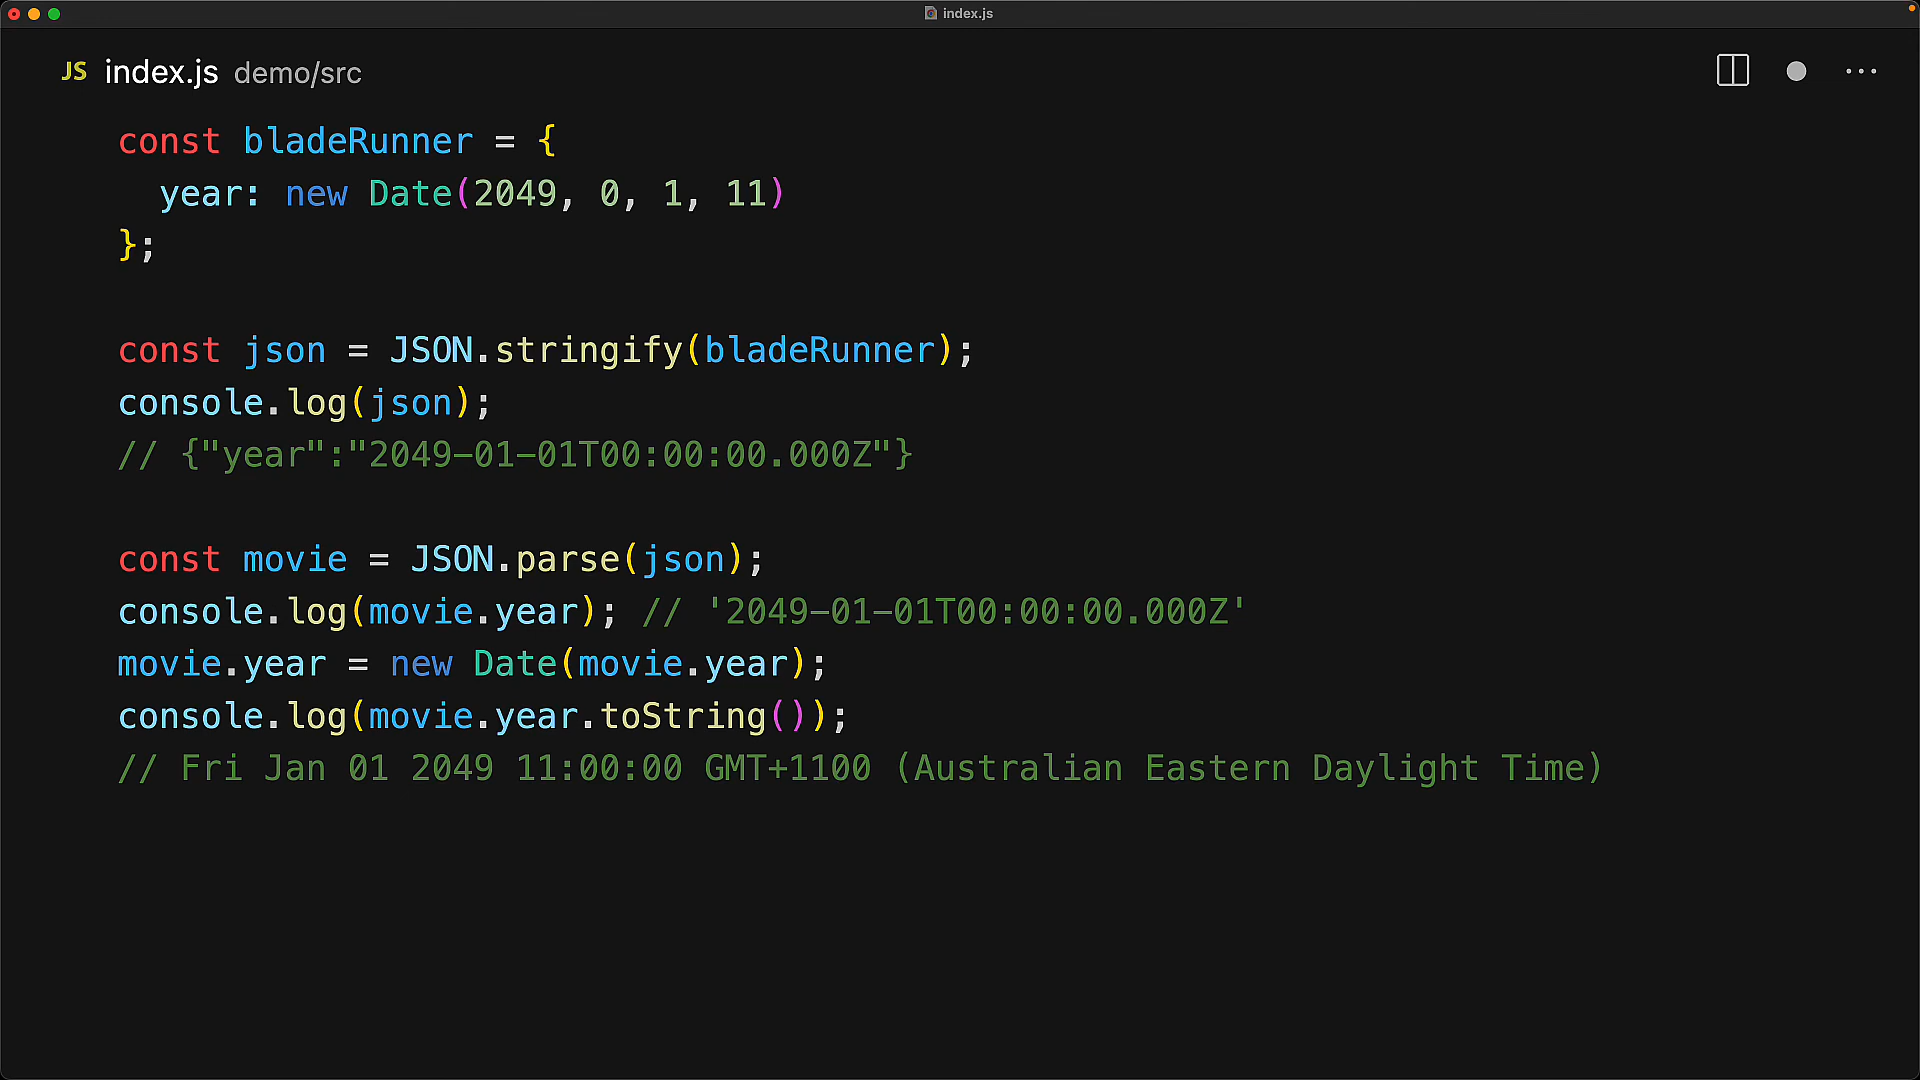 index.js
JS index.js demo/src
const bladeRunner = {
  year: new Date(2049, 0, 1, 11)
};
const json = JSON.stringify(bladeRunner);
console.log(json);
// {"year":"2049-01-01T00:00:00.000Z"}
const movie = JSON.parse(json);
console.log(movie.year); // '2049-01-01T00:00:00.000Z'
movie.year = new Date(movie.year);
console.log(movie.year.toString());
// Fri Jan 01 2049 11:00:00 GMT+1100 (Australian Eastern Daylight Time)